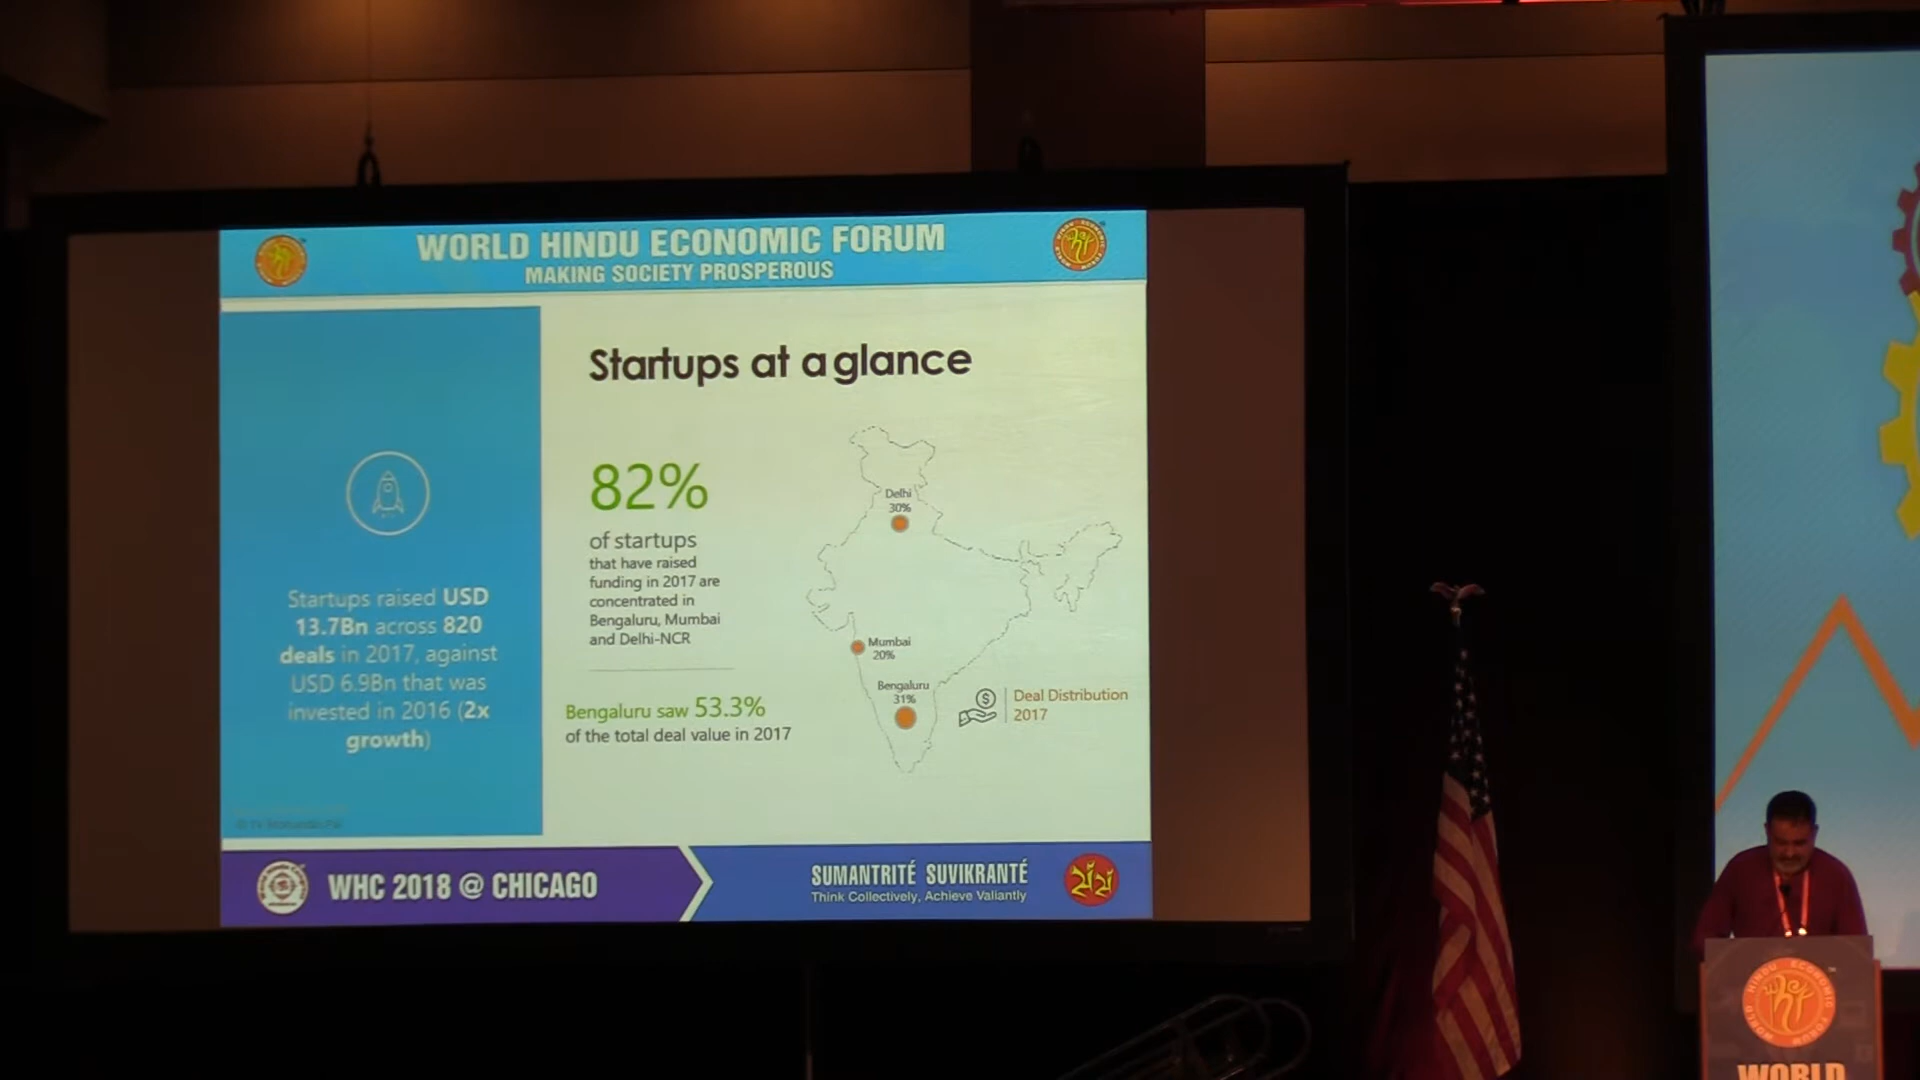 WORLD HINDU ECONOMIC FORUM
MAKING SOCIETY PROSPEROUS
Startups at a glance
Startups raised USD
13.7Bn across 820
deals in 2017, against
USD 6.9Bn that was
invested in 2016 (2x
growth)
82%
of startups
that have raised
funding in 2017 are
concentrated in
Bengaluru, Mumbai
and Delhi-NCR
Bengaluru saw 53.3%
of the total deal value in 2017
Delhi
30%
Mumbai
20%
Bengaluru
31%
Deal Distribution
2017
WHC 2018 @ CHICAGO
SUMANTRITÉ SUVIKRANTÉ
Think Collectively, Achieve Valiantly
WORLD HINDU ECONOMIC FORUM
WORLD